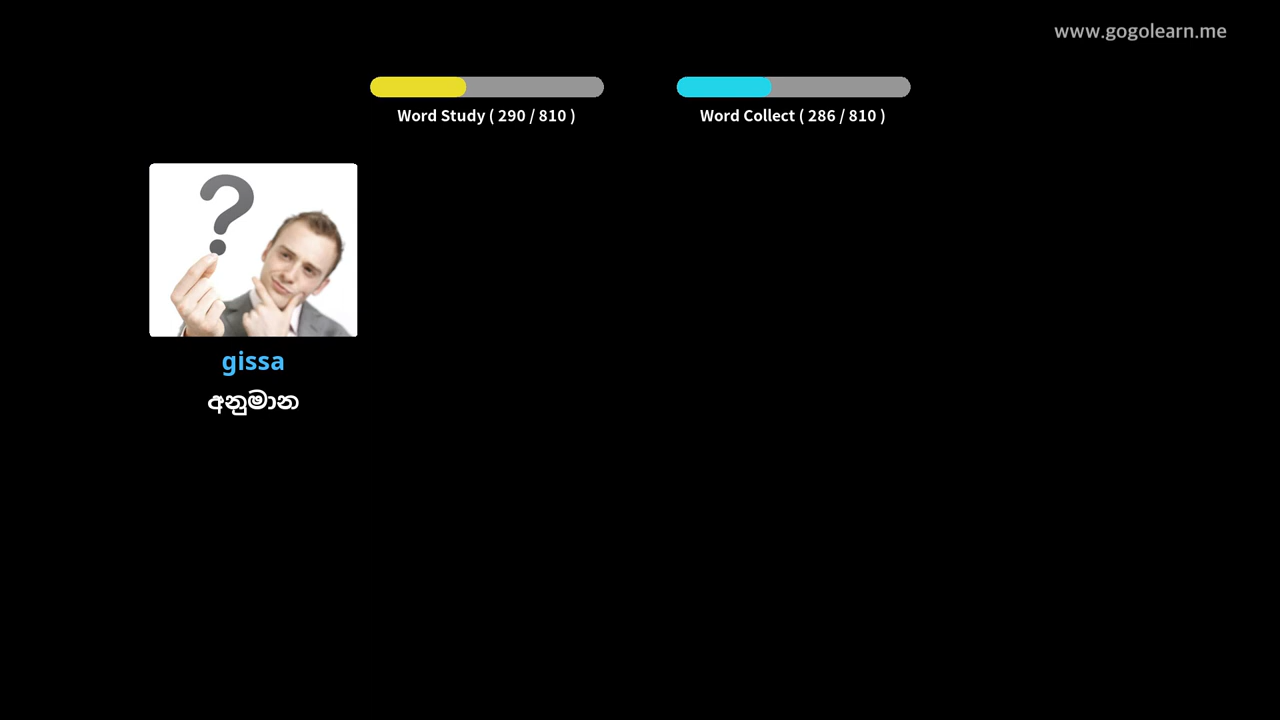 www.gogolearn.me
Word Study ( 290 / 810 )
Word Collect ( 286 / 810 )
?
gissa
අනුමාන